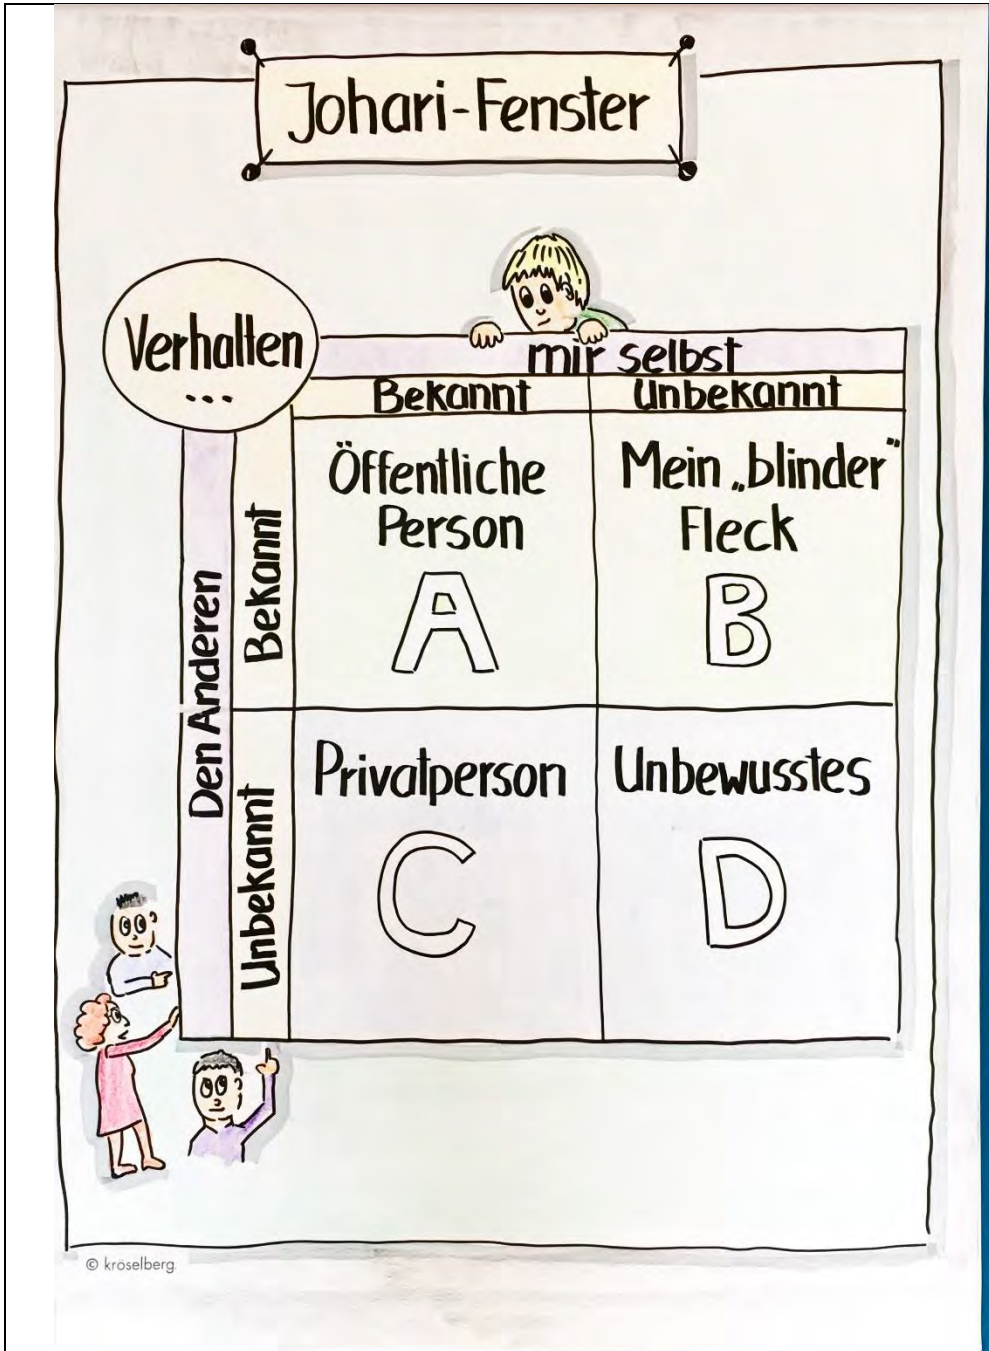 Johari-Fenster
Verhalten
...
mir selbst
Bekannt
Unbekannt
Den Anderen
Bekannt
Öffentliche
Person
A
Mein „blinder"
Fleck
B
Unbekannt
Privatperson
C
Unbewusstes
D
© kröselberg